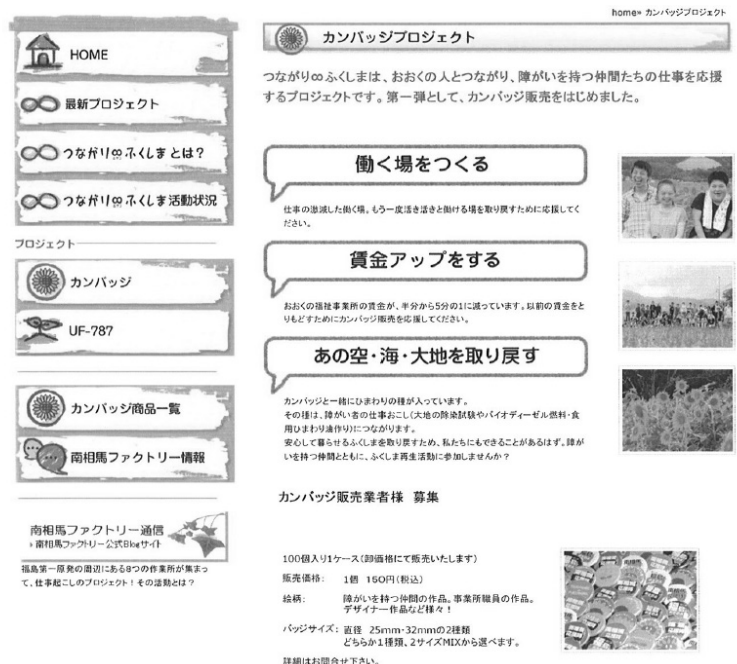 home» カンバッジプロジェクト
HOME
最新プロジェクト
つながり∞ふくしまとは？
つながり∞ふくしま活動状況
プロジェクト
カンバッジ
UF-787
カンバッジ商品一覧
南相馬ファクトリー情報
南相馬ファクトリー通信
南相馬ファクトリー公式Blogサイト
福島第一原発の周辺にある8つの作業所が集まっ
て、仕事起こしのプロジェクト！その活動とは？
カンバッジプロジェクト
つながり∞ふくしまは、おおくの人とつながり、障がいを持つ仲間たちの仕事を応援
するプロジェクトです。第一弾として、カンバッジ販売をはじめました。
働く場をつくる
仕事の激減した働く場。もう一度活き活きと働ける場を取り戻すために応援してく
ださい。
賃金アップをする
おおくの福祉事業所の賃金が、半分から5分の1に減っています。以前の賃金をと
りもどすためにカンバッジ販売を応援してください。
あの空・海・大地を取り戻す
カンバッジと一緒にひまわりの種が入っています。
その種は、障がい者の仕事おこし(大地の除染試験やバイオディーゼル燃料・食
用ひまわり油作り)につながります。
安心して暮らせるふくしまを取り戻すため、私たちにもできることがあるはず。障が
いを持つ仲間とともに、ふくしま再生活動に参加しませんか？
カンバッジ販売業者様 募集
100個入り1ケース(卸価格にて販売いたします)
販売価格: 1個 150円(税込)
絵柄: 障がいを持つ仲間の作品。事業所職員の作品。
デザイナー作品など様々！
バッジサイズ: 直径 25mm・32mmの2種類
どちらか1種類、2サイズMIXから選べます。
詳細はお問合せ下さい。